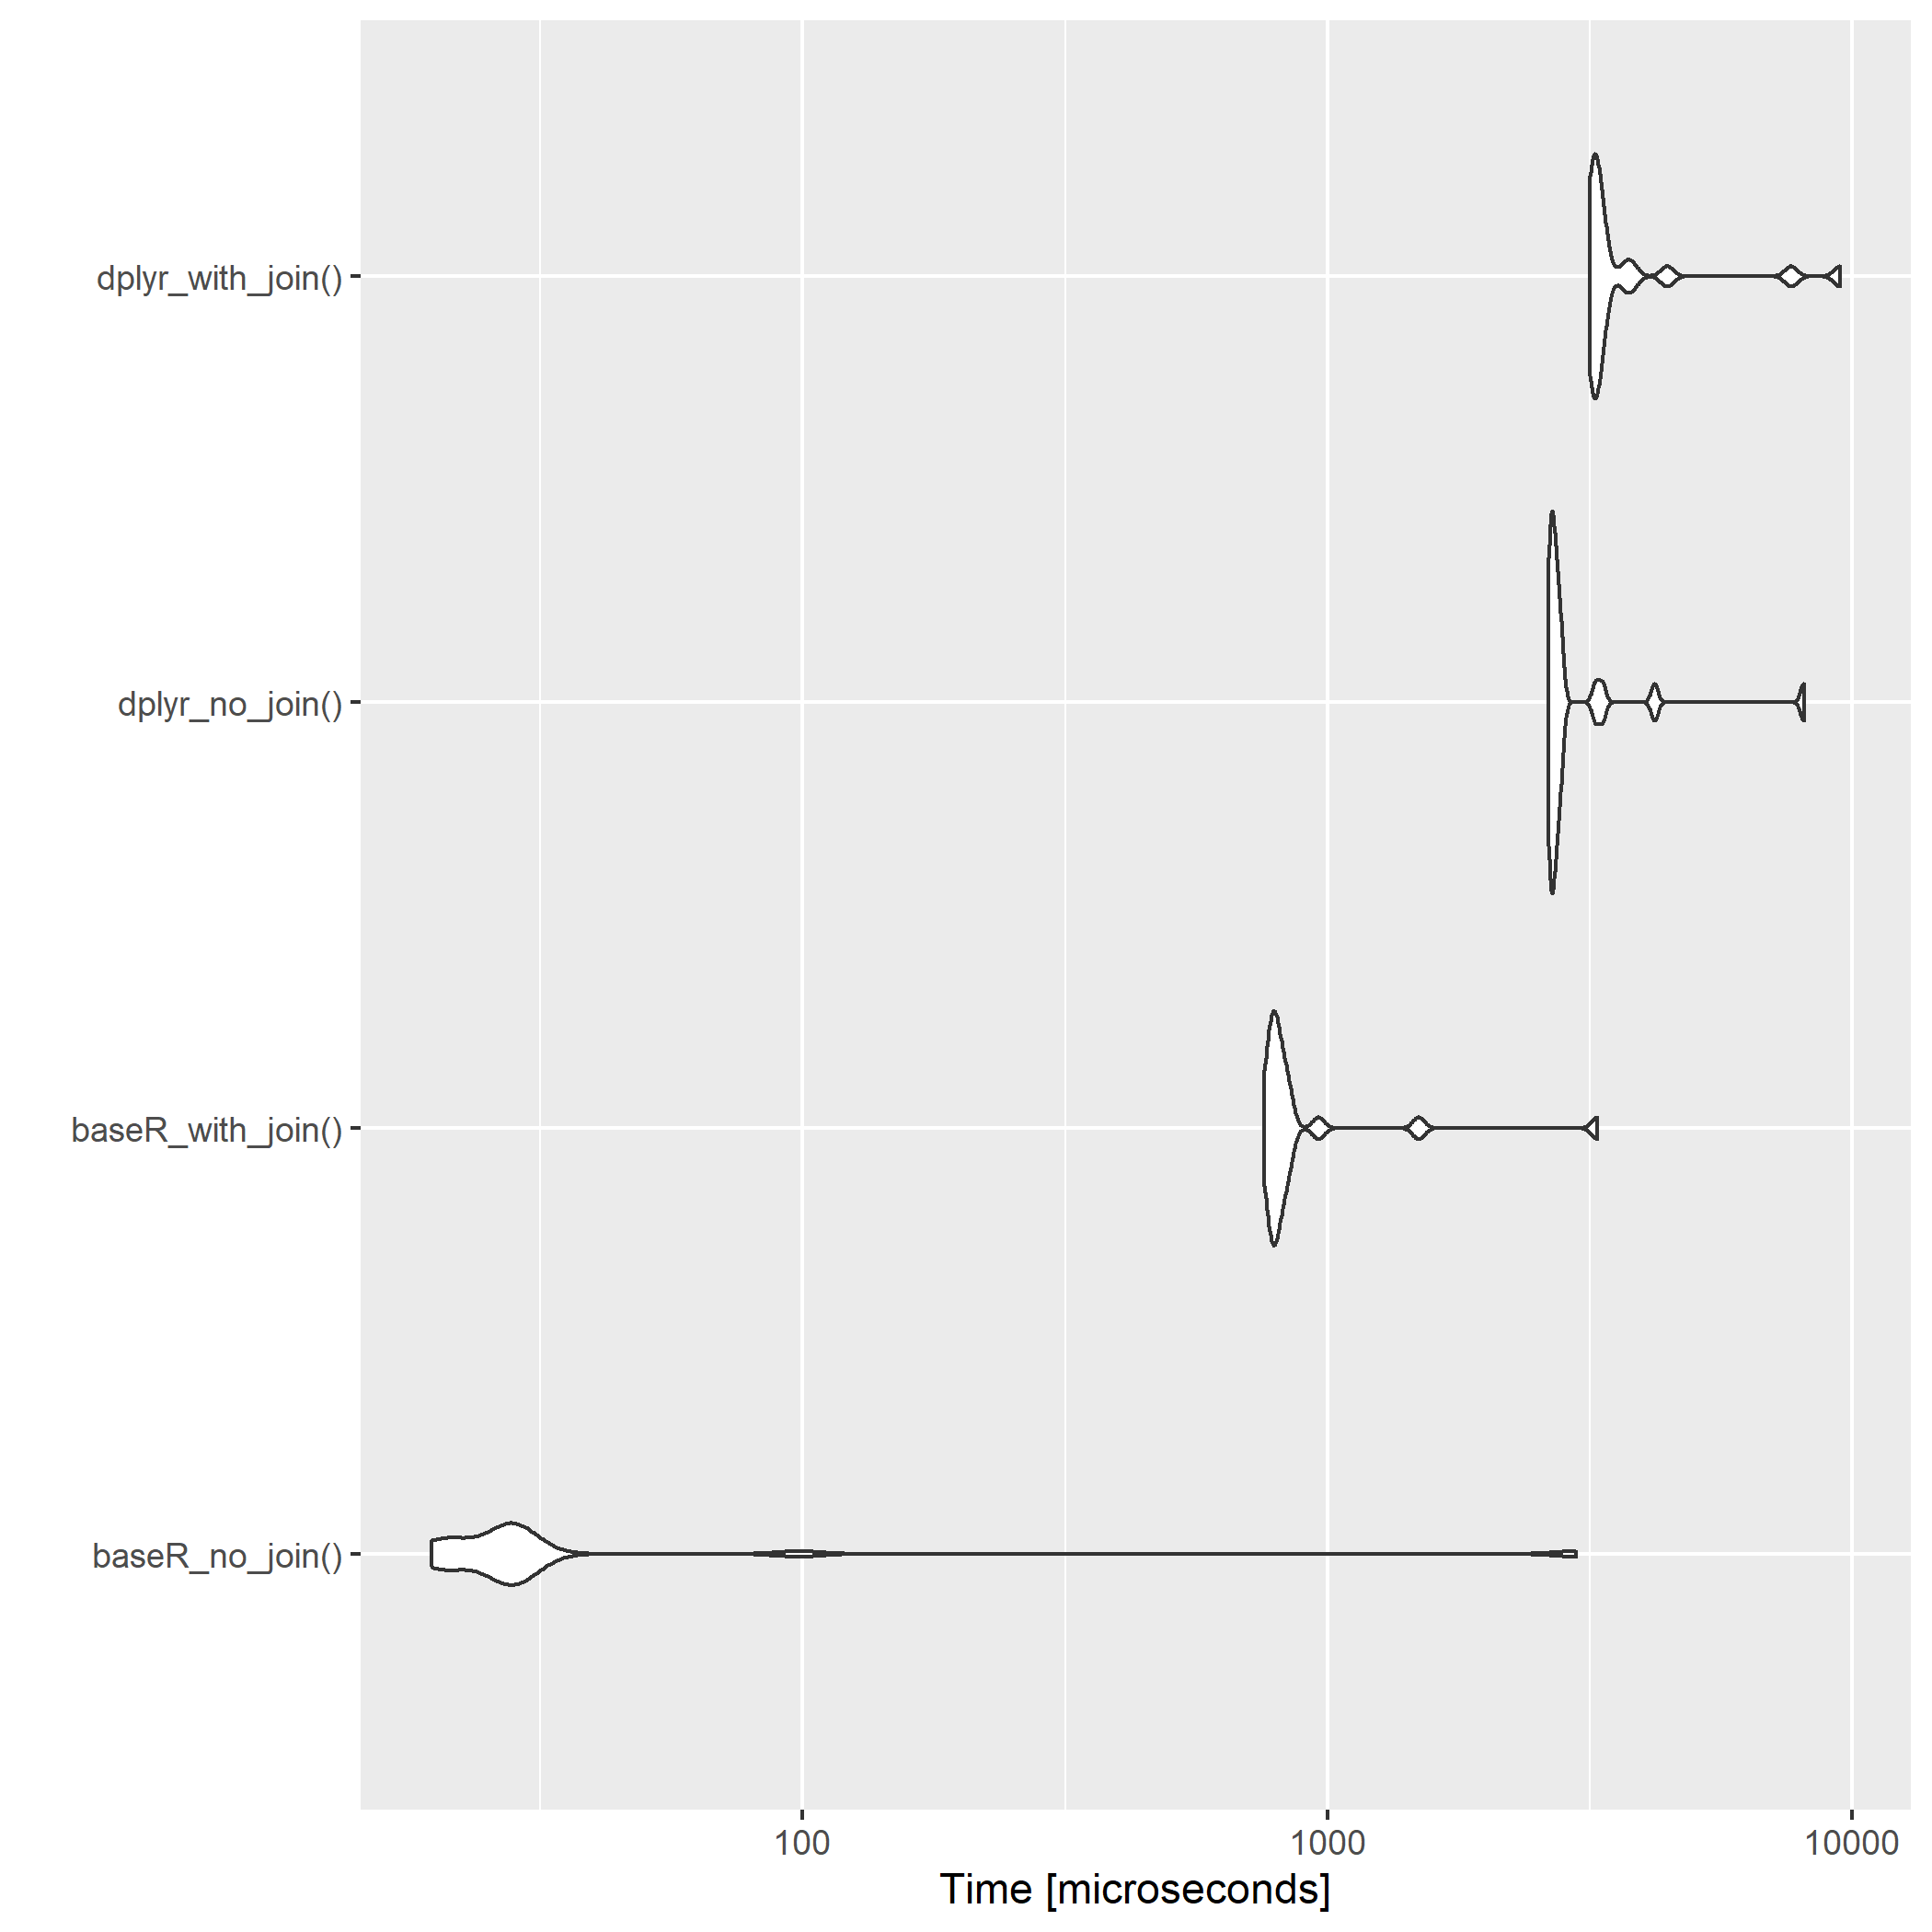 dplyr_with_join()
dplyr_no_join()
baseR_with_join()
baseR_no_join()
100 1000 10000
Time [microseconds]